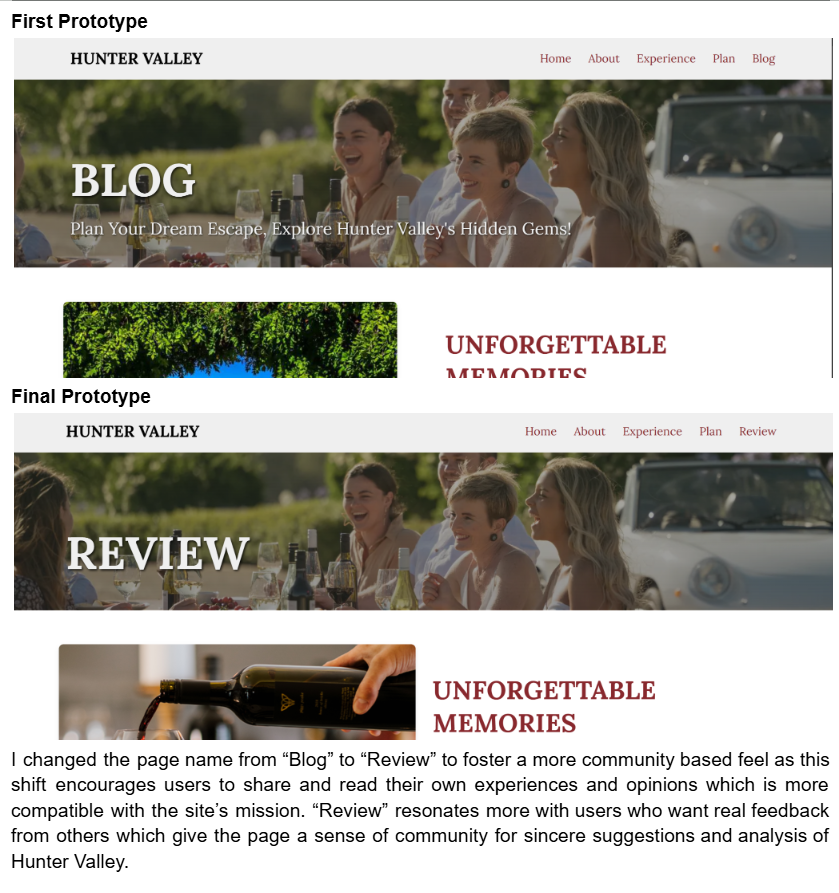 First Prototype
HUNTER VALLEY
Home About Experience Plan Blog
BLOG
Plan Your Dream Escape, Explore Hunter Valley's Hidden Gems!
UNFORGETTABLE
MEMORIES
Final Prototype
HUNTER VALLEY
Home About Experience Plan Review
REVIEW
UNFORGETTABLE
MEMORIES
I changed the page name from “Blog” to “Review” to foster a more community based feel as this
shift encourages users to share and read their own experiences and opinions which is more
compatible with the site’s mission. “Review” resonates more with users who want real feedback
from others which give the page a sense of community for sincere suggestions and analysis of
Hunter Valley.